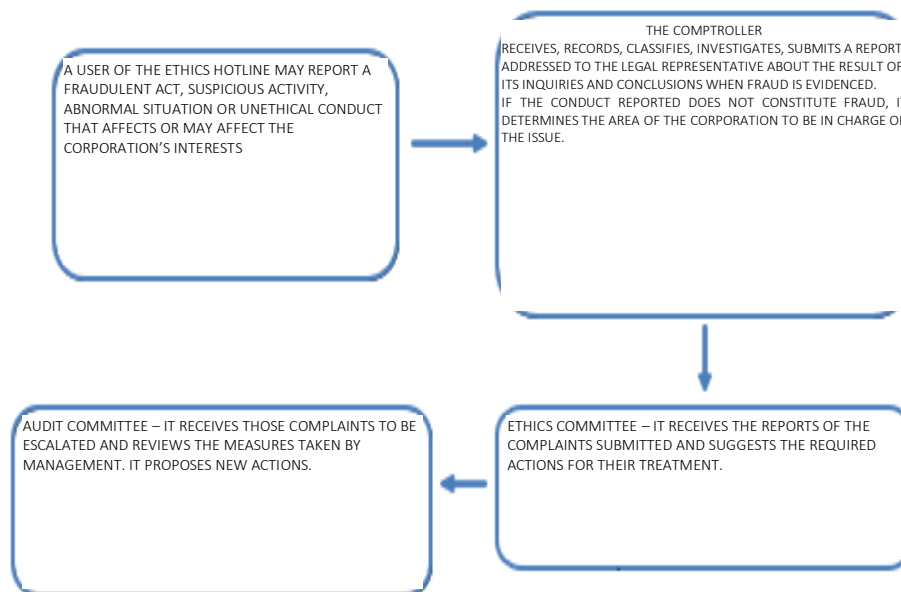 A USER OF THE ETHICS HOTLINE MAY REPORT A
FRAUDULENT ACT, SUSPICIOUS ACTIVITY,
ABNORMAL SITUATION OR UNETHICAL CONDUCT
THAT AFFECTS OR MAY AFFECT THE
CORPORATION’S INTERESTS
THE COMPTROLLER
RECEIVES, RECORDS, CLASSIFIES, INVESTIGATES, SUBMITS A REPORT
ADDRESSED TO THE LEGAL REPRESENTATIVE ABOUT THE RESULT OF
ITS INQUIRIES AND CONCLUSIONS WHEN FRAUD IS EVIDENCED.
IF THE CONDUCT REPORTED DOES NOT CONSTITUTE FRAUD, IT
DETERMINES THE AREA OF THE CORPORATION TO BE IN CHARGE OF
THE ISSUE.
ETHICS COMMITTEE – IT RECEIVES THE REPORTS OF THE
COMPLAINTS SUBMITTED AND SUGGESTS THE REQUIRED
ACTIONS FOR THEIR TREATMENT.
AUDIT COMMITTEE – IT RECEIVES THOSE COMPLAINTS TO BE
ESCALATED AND REVIEWS THE MEASURES TAKEN BY
MANAGEMENT. IT PROPOSES NEW ACTIONS.